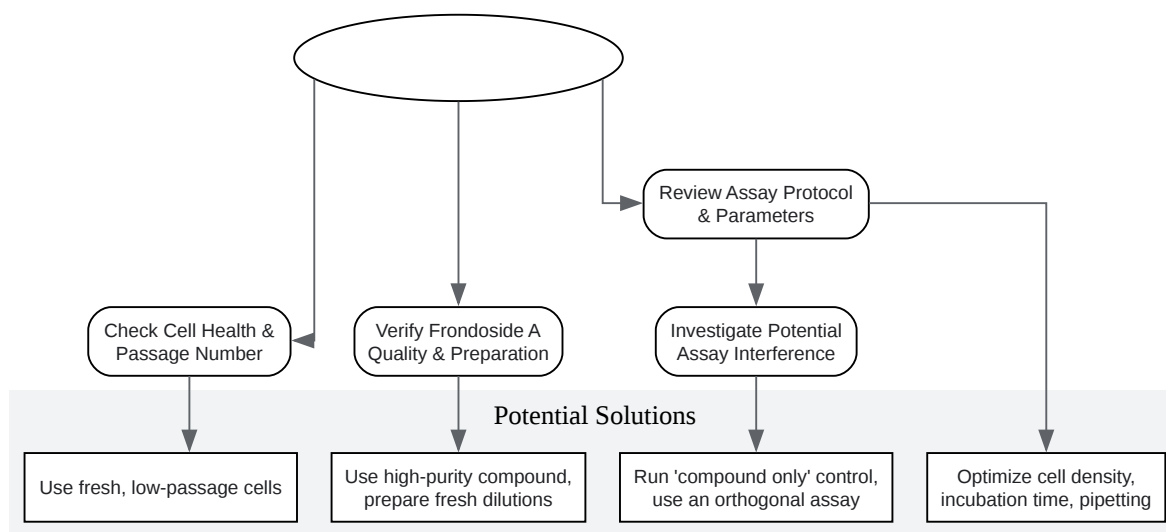 Review Assay Protocol
& Parameters
Check Cell Health &
Passage Number
Verify Frondoside A
Quality & Preparation
Investigate Potential
Assay Interference
Potential Solutions
Use fresh, low-passage cells
Use high-purity compound,
prepare fresh dilutions
Run 'compound only' control,
use an orthogonal assay
Optimize cell density,
incubation time, pipetting